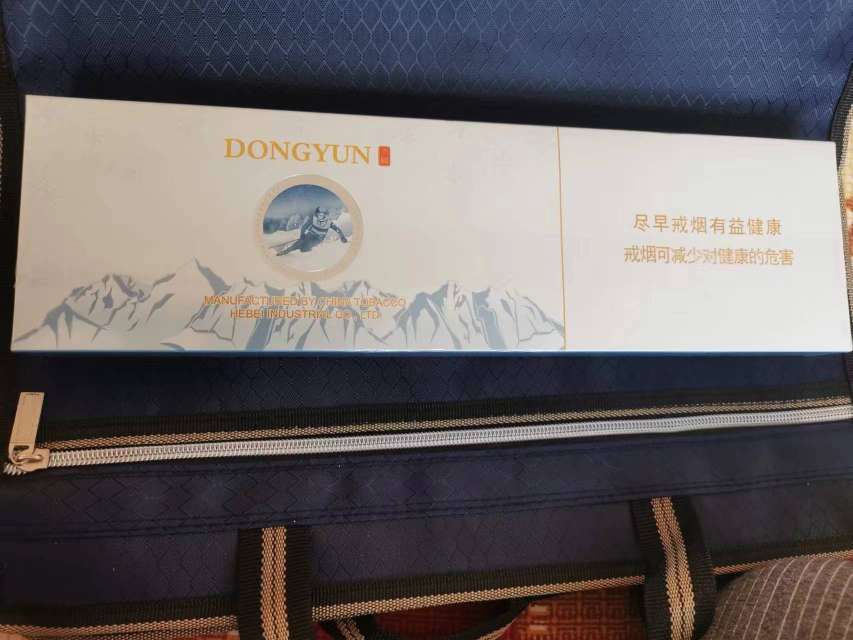 DONGYUN
MANUFACTURED BY CHINA TOBACCO
HEBEI INDUSTRIAL CO., LTD.
尽早戒烟有益健康
戒烟可减少对健康的危害